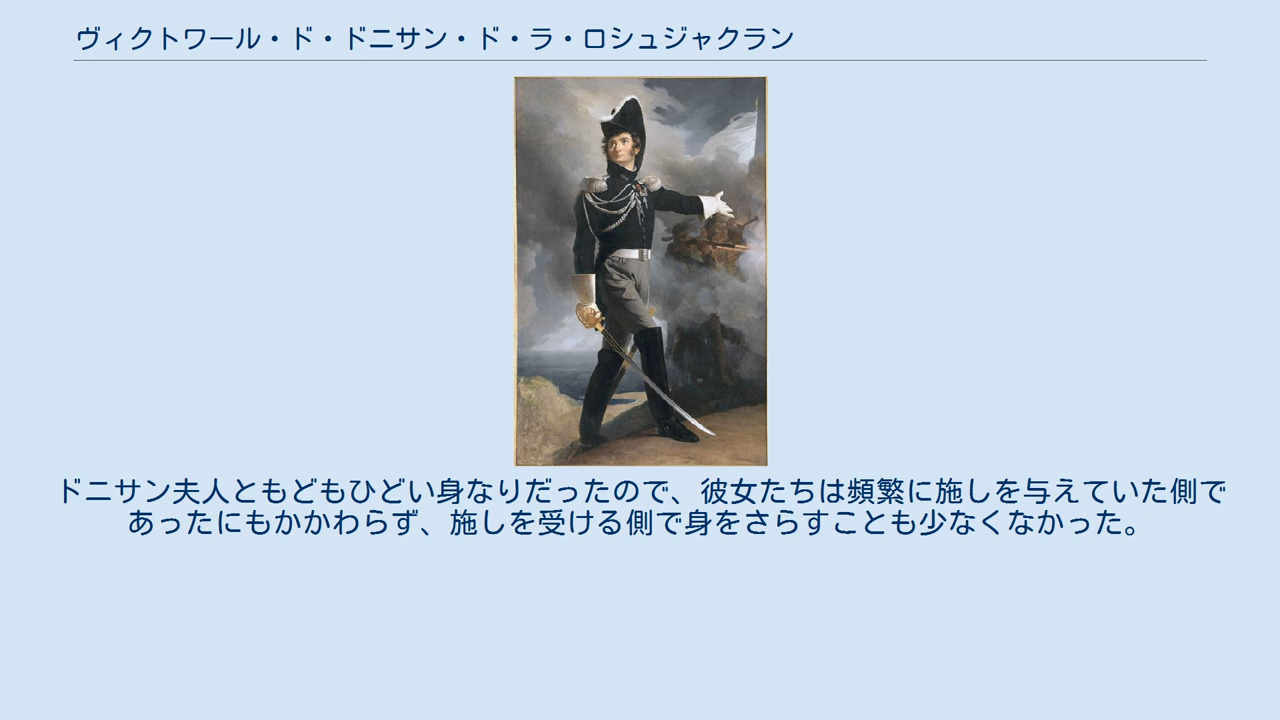 ヴィクトワール・ド・ドニサン・ド・ラ・ロシュジャクラン
ドニサン夫人ともどもひどい身なりだったので、彼女たちは頻繁に施しを与えていた側で
あったにもかかわらず、施しを受ける側で身をさらすことも少なくなかった。